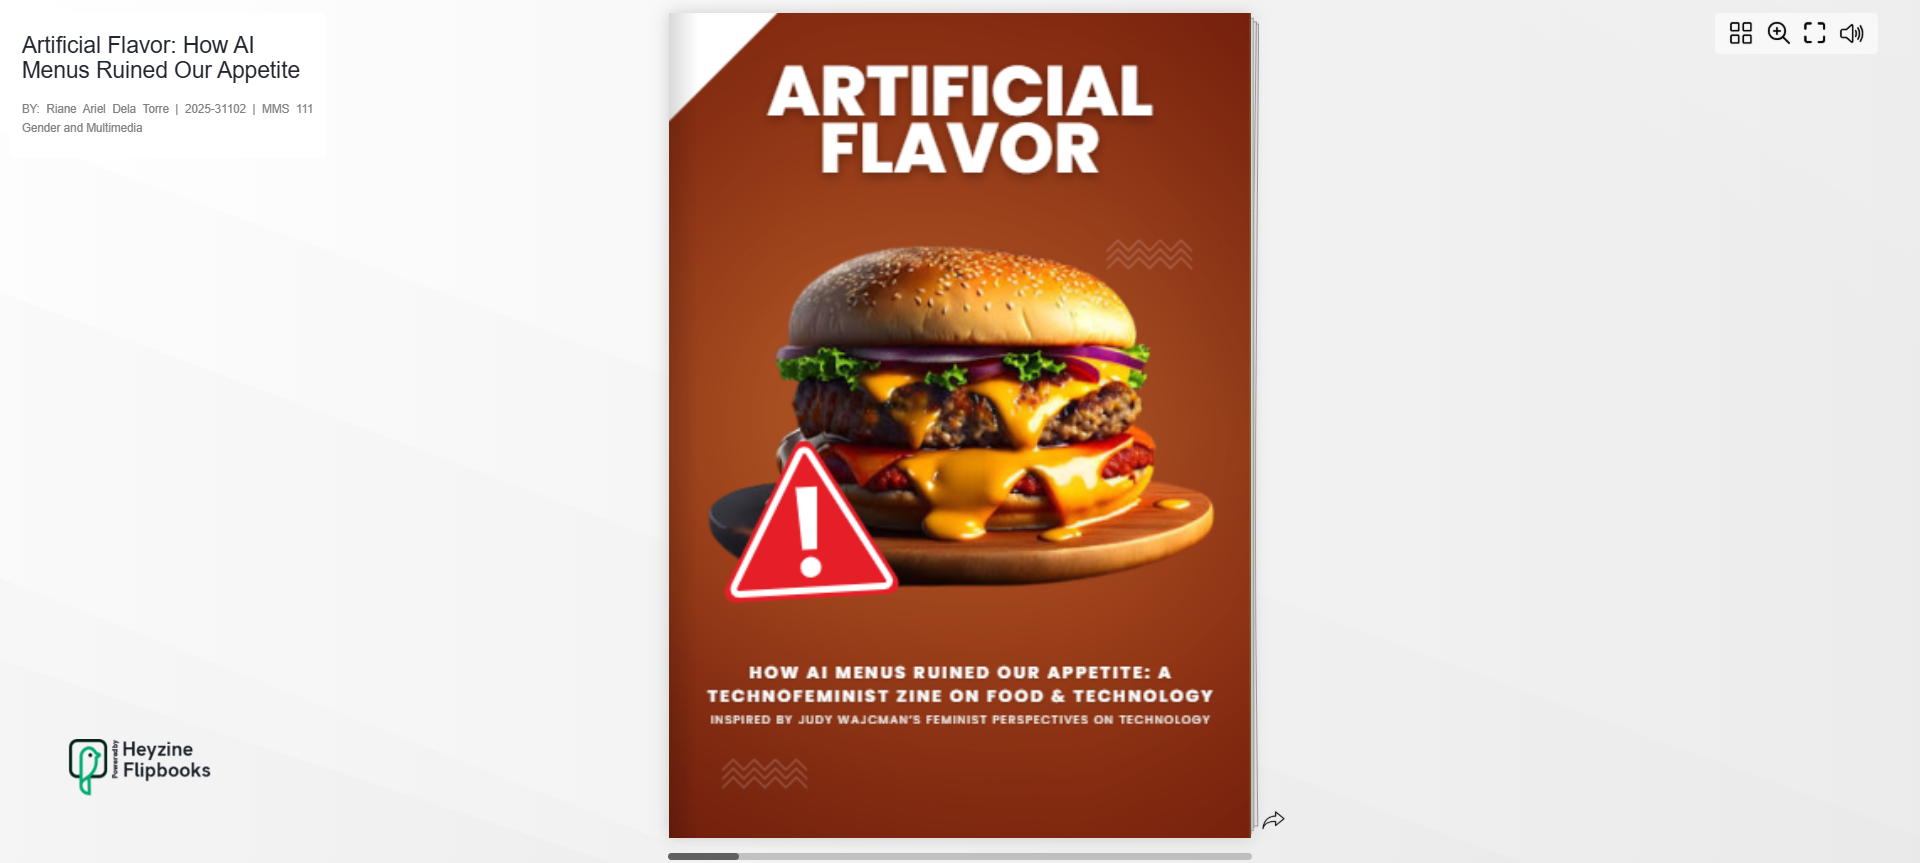 Artificial Flavor: How AI
Menus Ruined Our Appetite
BY: Riane Ariel Dela Torre | 2025-31102 | MMS 111
Gender and Multimedia
ARTIFICIAL
FLAVOR
HOW AI MENUS RUINED OUR APPETITE: A
TECHNOFEMINIST ZINE ON FOOD & TECHNOLOGY
INSPIRED BY JUDY WAJCMAN'S FEMINIST PERSPECTIVES ON TECHNOLOGY
Powered by
Heyzine
Flipbooks